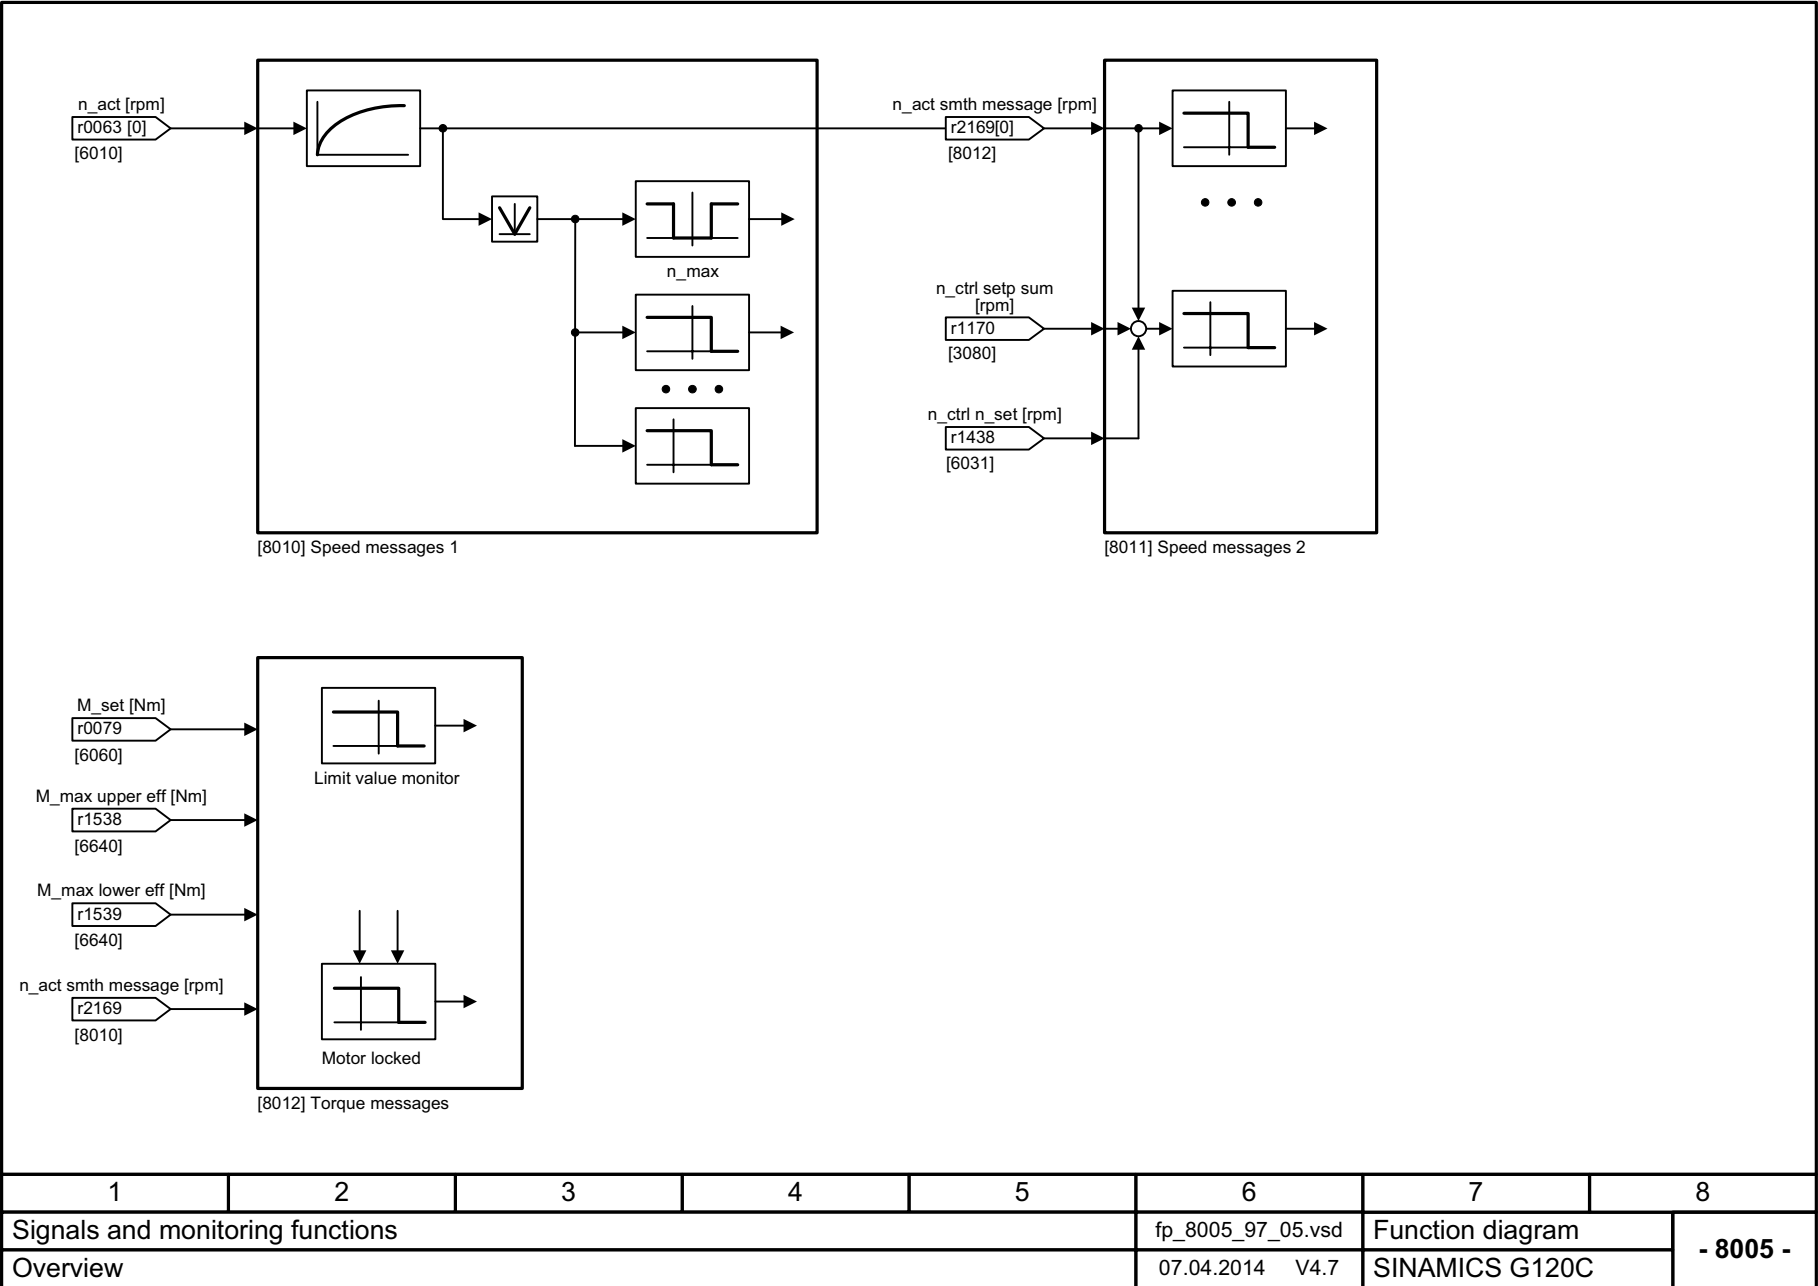 n_act [rpm]
r0063 [0]
[6010]
n_max
[8010] Speed messages 1
n_act smth message [rpm]
r2169[0]
[8012]
n_ctrl setp sum
[rpm]
r1170
[3080]
n_ctrl n_set [rpm]
r1438
[6031]
[8011] Speed messages 2
M_set [Nm]
r0079
[6060]
M_max upper eff [Nm]
r1538
[6640]
M_max lower eff [Nm]
r1539
[6640]
n_act smth message [rpm]
r2169
[8010]
Limit value monitor
Motor locked
[8012] Torque messages
1 2 3 4 5 6 7 8
Signals and monitoring functions fp_8005_97_05.vsd Function diagram
- 8005 -
Overview 07.04.2014 V4.7 SINAMICS G120C